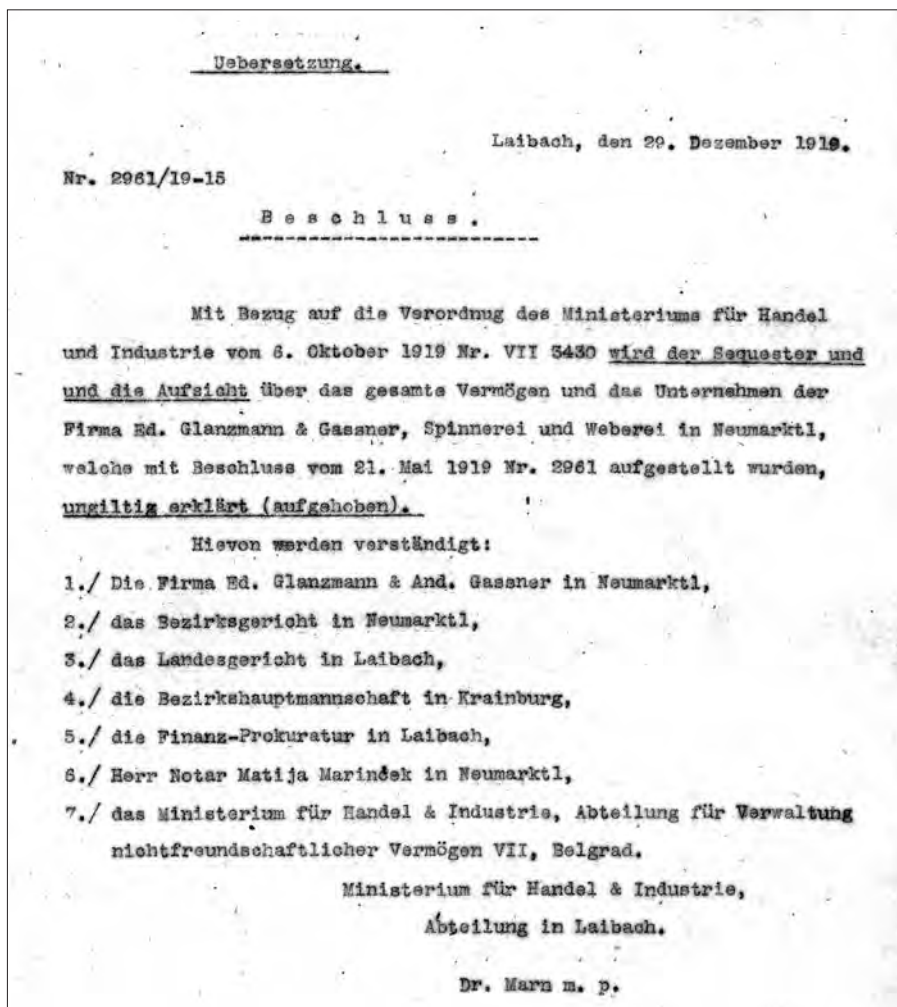 Uebersetzung.
Laibach, den 29. Dezember 1919.
Nr. 2961/19-15
B e s c h l u s s .
Mit Bezug auf die Verordnug des Ministeriums für Handel
und Industrie vom 6. Oktober 1919 Nr. VII 3430 wird der Sequester und
und die Aufsicht über das gesamte Vermögen und das Unternehmen der
Firma Ed. Glanzmann & Gassner, Spinnerei und Weberei in Neumarktl,
welche mit Beschluss vom 21. Mai 1919 Nr. 2961 aufgestellt wurden,
ungiltig erklärt (aufgehoben).
Hievon werden verständigt:
1./ Die Firma Ed. Glanzmann & And. Gassner in Neumarktl,
2./ das Bezirksgericht in Neumarktl,
3./ das Landesgericht in Laibach,
4./ die Bezirkshauptmannschaft in Krainburg,
5./ die Finanz-Prokuratur in Laibach,
6./ Herr Notar Matija Marinček in Neumarktl,
7./ das Ministerium für Handel & Industrie, Abteilung für Verwaltung
nichtfreundschaftlicher Vermögen VII, Belgrad.
Ministerium für Handel & Industrie,
Abteilung in Laibach.
Dr. Marn m. p.